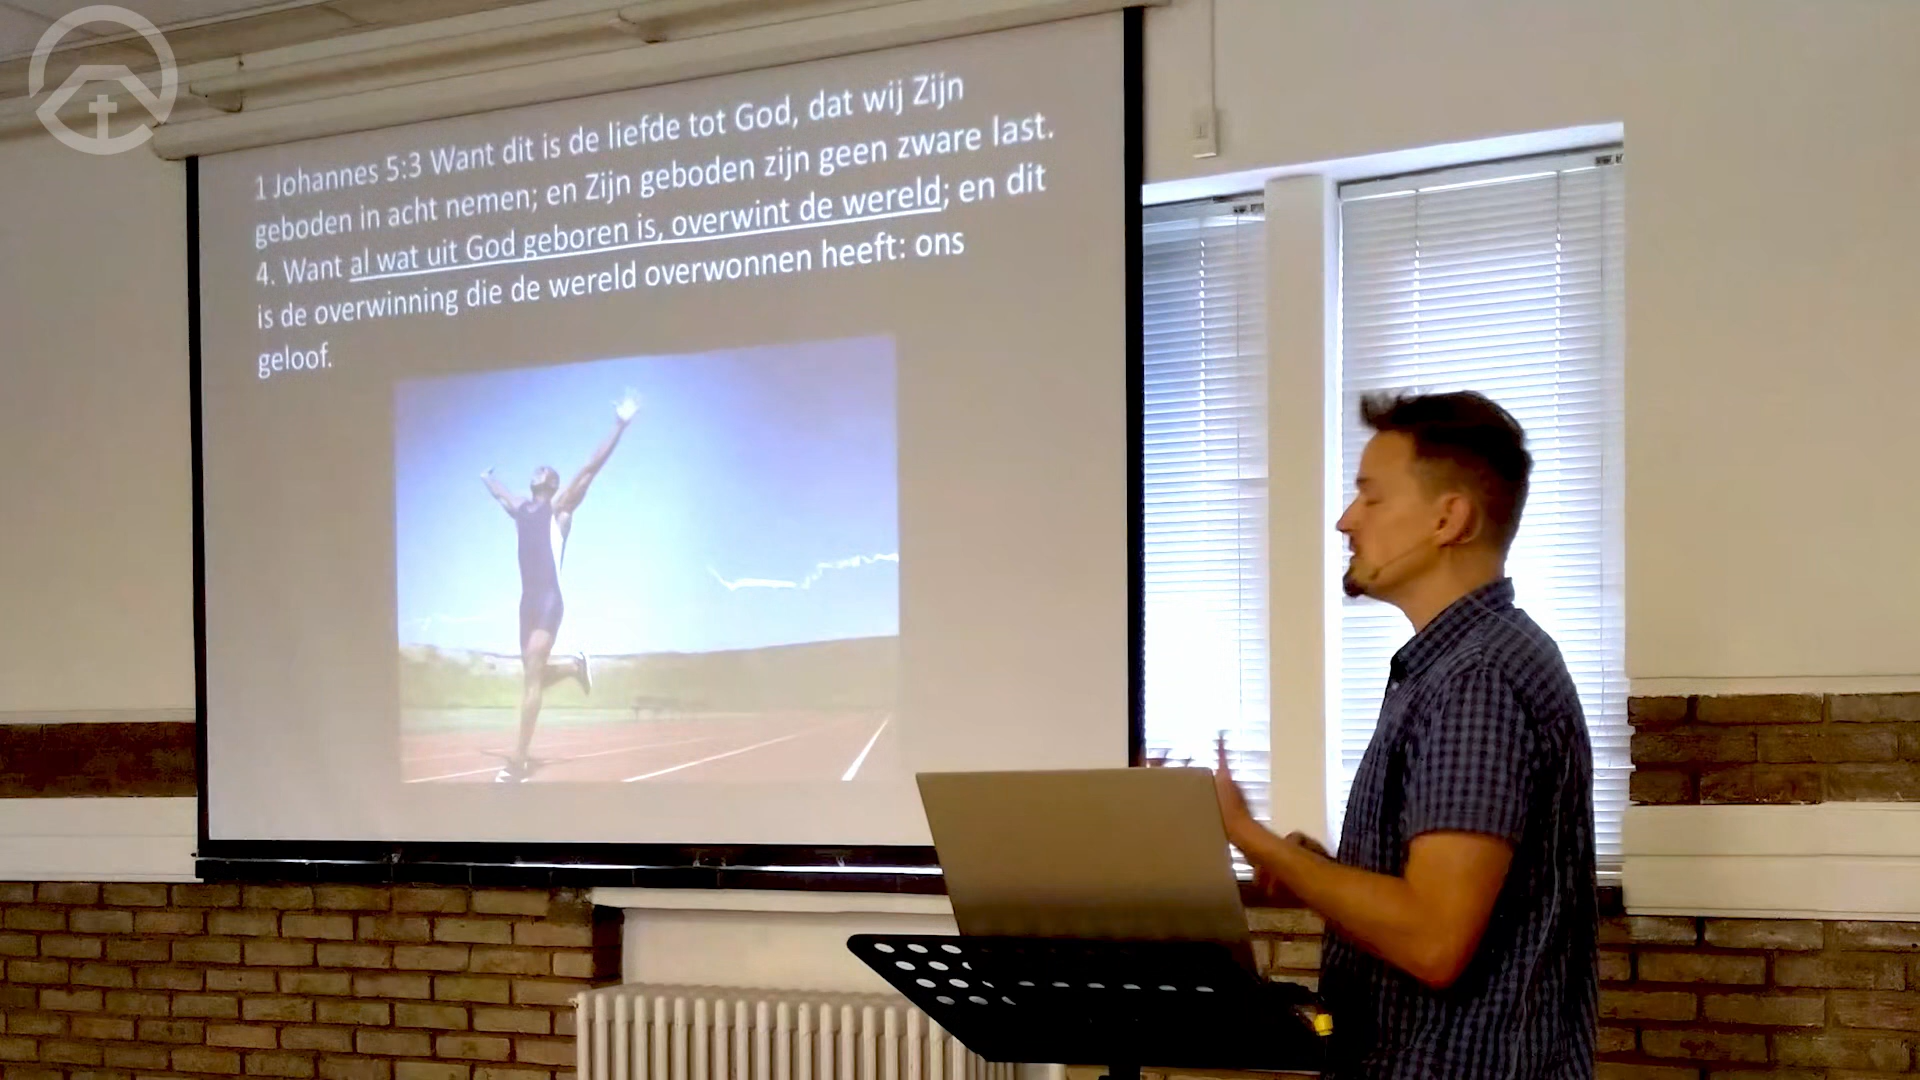 1 Johannes 5:3 Want dit is de liefde tot God, dat wij Zijn
geboden in acht nemen; en Zijn geboden zijn geen zware last.
4. Want al wat uit God geboren is, overwint de wereld; en dit
is de overwinning die de wereld overwonnen heeft: ons
geloof.